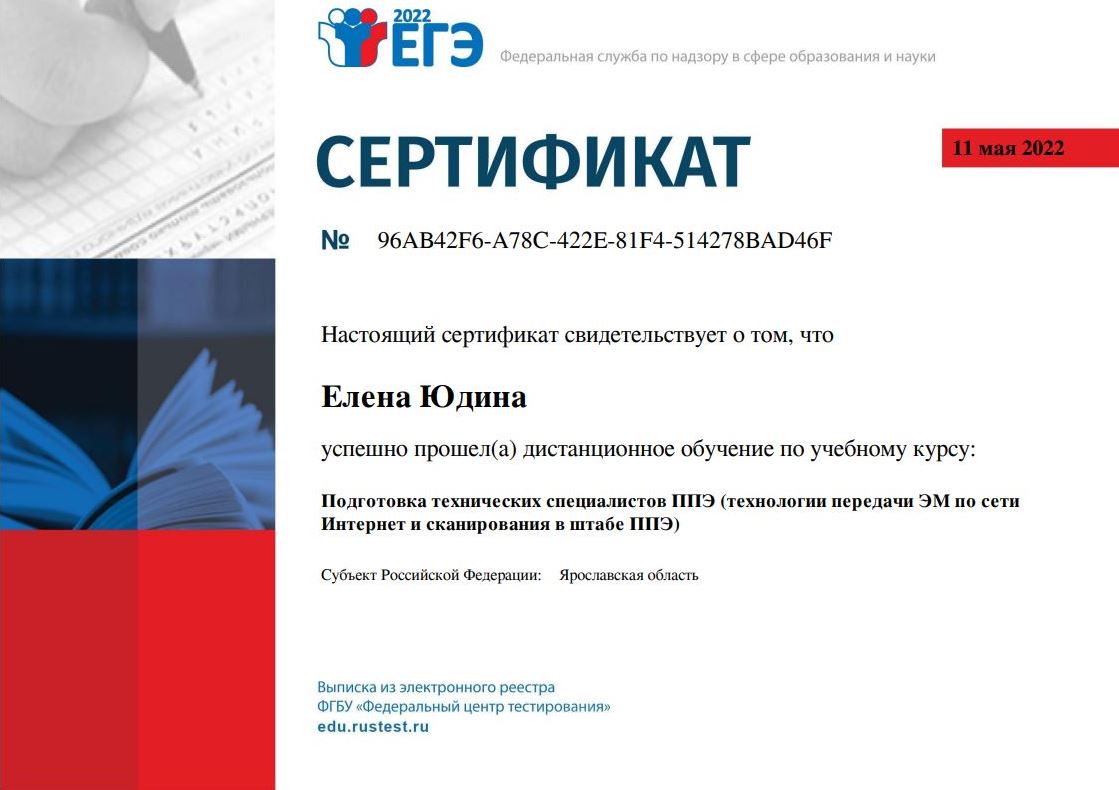 2022
ЕГЭ
Федеральная служба по надзору в сфере образования и науки
СЕРТИФИКАТ
11 мая 2022
№ 96AB42F6-A78C-422E-81F4-514278BAD46F
Настоящий сертификат свидетельствует о том, что
Елена Юдина
успешно прошел(а) дистанционное обучение по учебному курсу:
Подготовка технических специалистов ППЭ (технологии передачи ЭМ по сети
Интернет и сканирования в штабе ППЭ)
Субъект Российской Федерации: Ярославская область
Выписка из электронного реестра
ФГБУ «Федеральный центр тестирования»
edu.rustest.ru